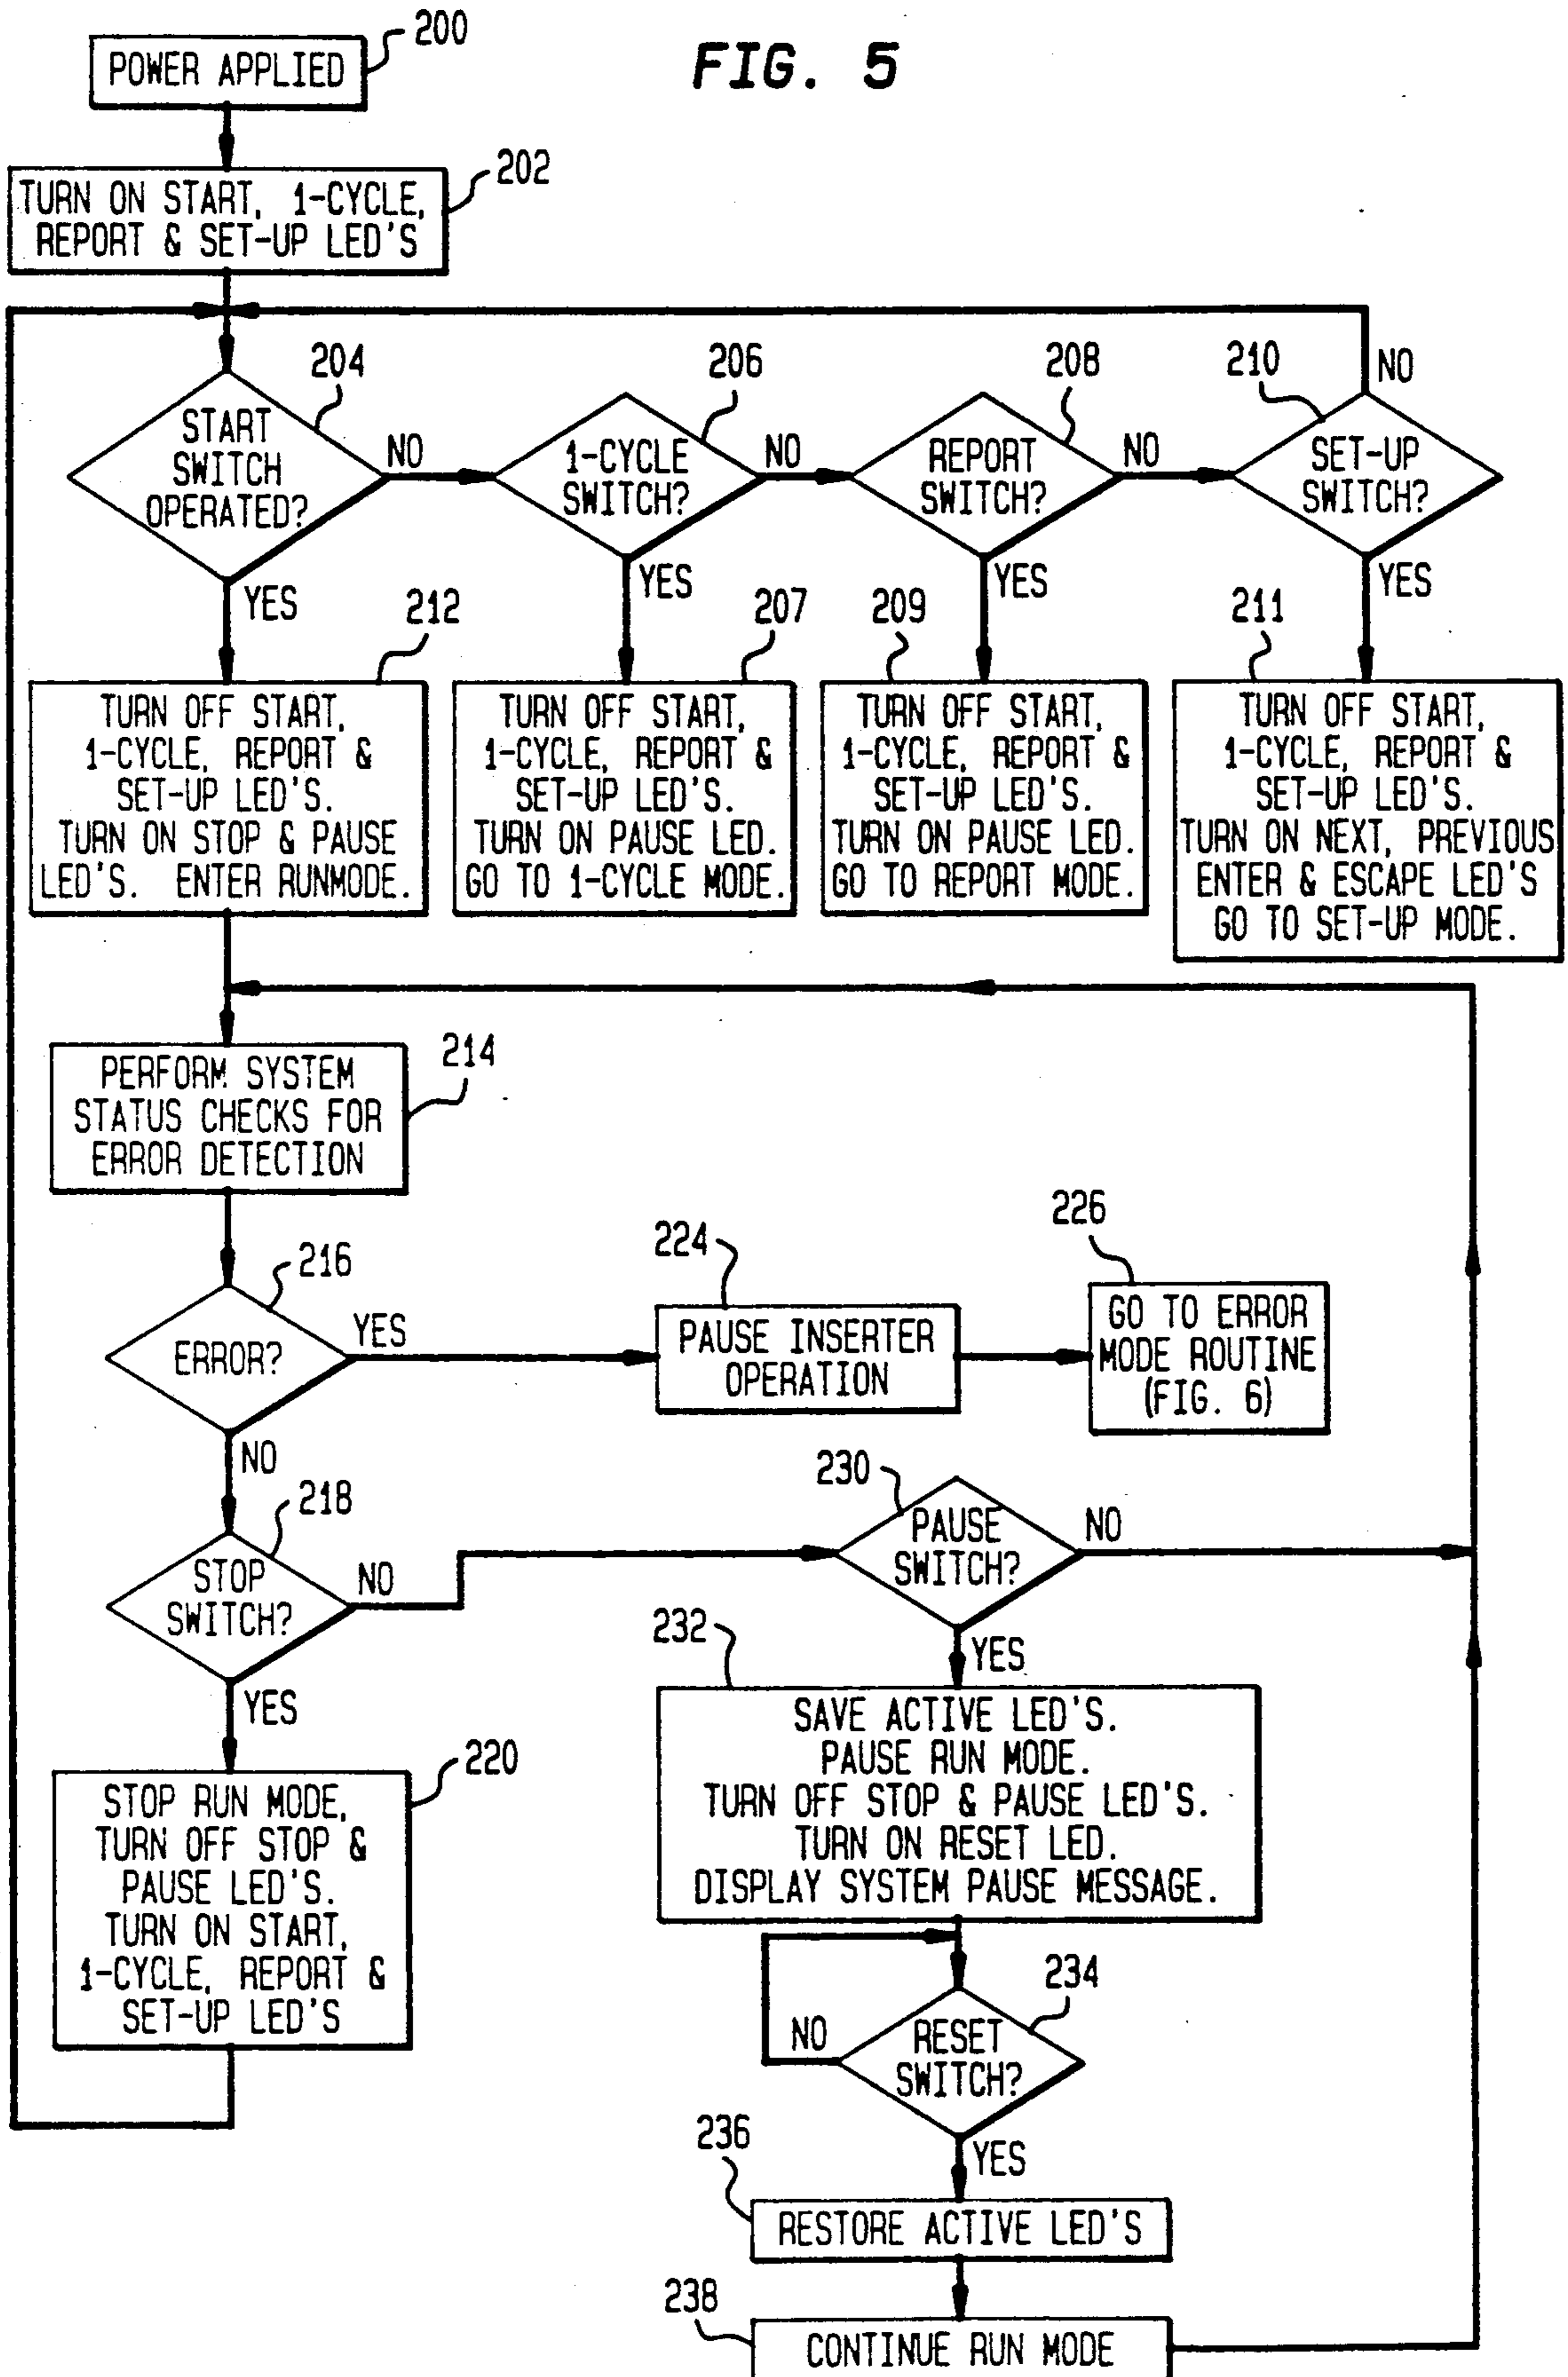 FIG. 5
200
POWER APPLIED
202
TURN ON START, 1-CYCLE,
REPORT & SET-UP LED'S
204
START
SWITCH
OPERATED?
NO
YES
206
1-CYCLE
SWITCH?
NO
YES
208
REPORT
SWITCH?
NO
YES
210
SET-UP
SWITCH?
NO
YES
212
TURN OFF START,
1-CYCLE, REPORT &
SET-UP LED'S.
TURN ON STOP & PAUSE
LED'S. ENTER RUNMODE.
207
TURN OFF START,
1-CYCLE, REPORT &
SET-UP LED'S.
TURN ON PAUSE LED.
GO TO 1-CYCLE MODE.
209
TURN OFF START,
1-CYCLE, REPORT &
SET-UP LED'S.
TURN ON PAUSE LED.
GO TO REPORT MODE.
211
TURN OFF START,
1-CYCLE, REPORT &
SET-UP LED'S.
TURN ON NEXT, PREVIOUS
ENTER & ESCAPE LED'S
GO TO SET-UP MODE.
214
PERFORM SYSTEM
STATUS CHECKS FOR
ERROR DETECTION
216
ERROR?
YES
NO
224
PAUSE INSERTER
OPERATION
226
GO TO ERROR
MODE ROUTINE
(FIG. 6)
218
STOP
SWITCH?
NO
YES
230
PAUSE
SWITCH?
NO
YES
220
STOP RUN MODE,
TURN OFF STOP &
PAUSE LED'S.
TURN ON START,
1-CYCLE, REPORT &
SET-UP LED'S
232
SAVE ACTIVE LED'S.
PAUSE RUN MODE.
TURN OFF STOP & PAUSE LED'S.
TURN ON RESET LED.
DISPLAY SYSTEM PAUSE MESSAGE.
234
RESET
SWITCH?
NO
YES
236
RESTORE ACTIVE LED'S
238
CONTINUE RUN MODE